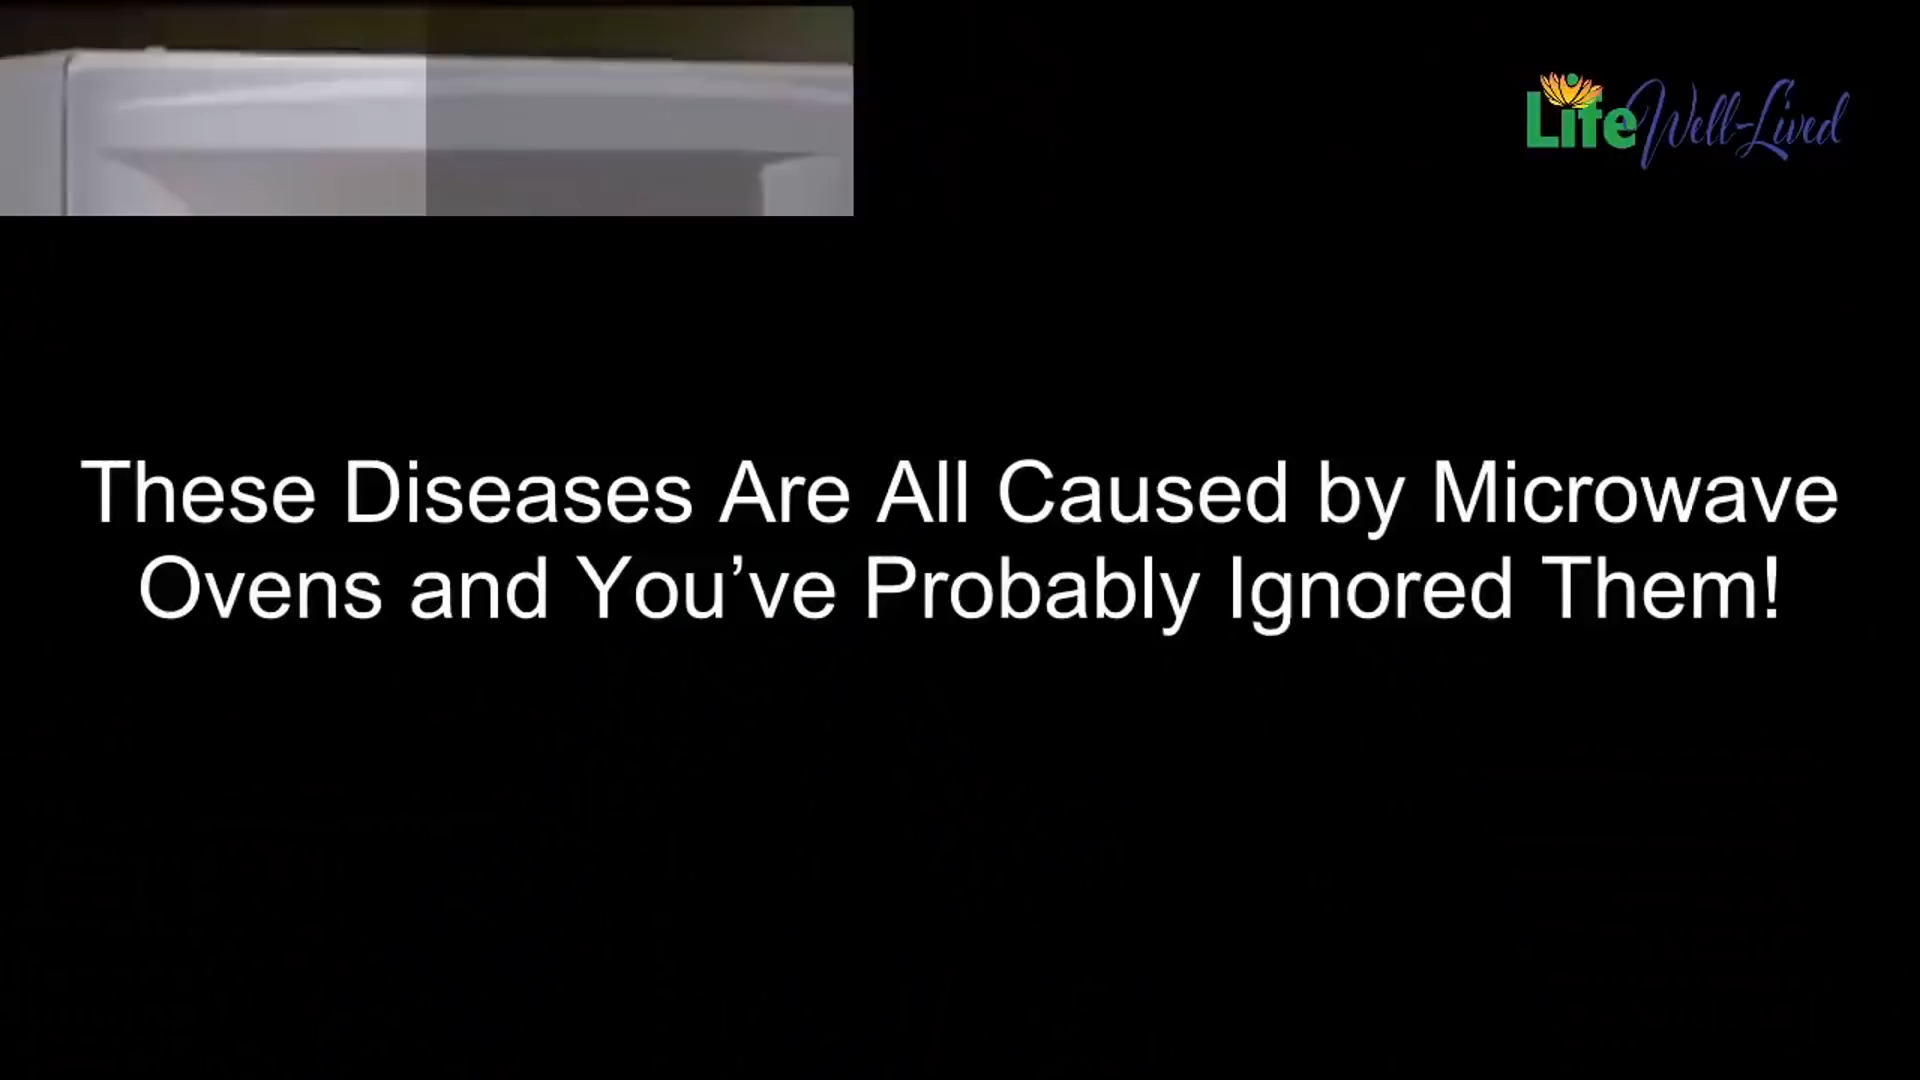 Life Well-Lived
These Diseases Are All Caused by Microwave
Ovens and You’ve Probably Ignored Them!